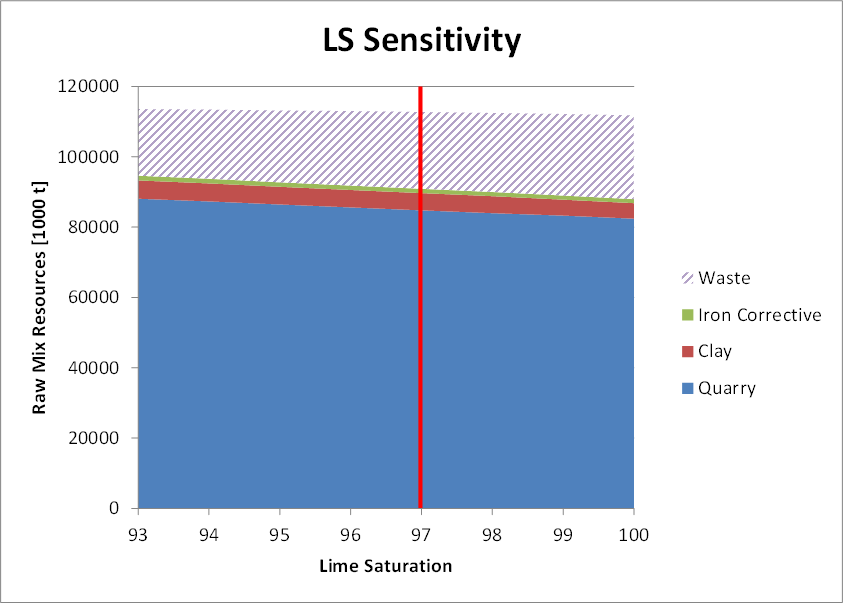 LS Sensitivity
120000
100000
80000
60000
40000
20000
0
Raw Mix Resources [1000 t]
93 94 95 96 97 98 99 100
Lime Saturation
Waste
Iron Corrective
Clay
Quarry